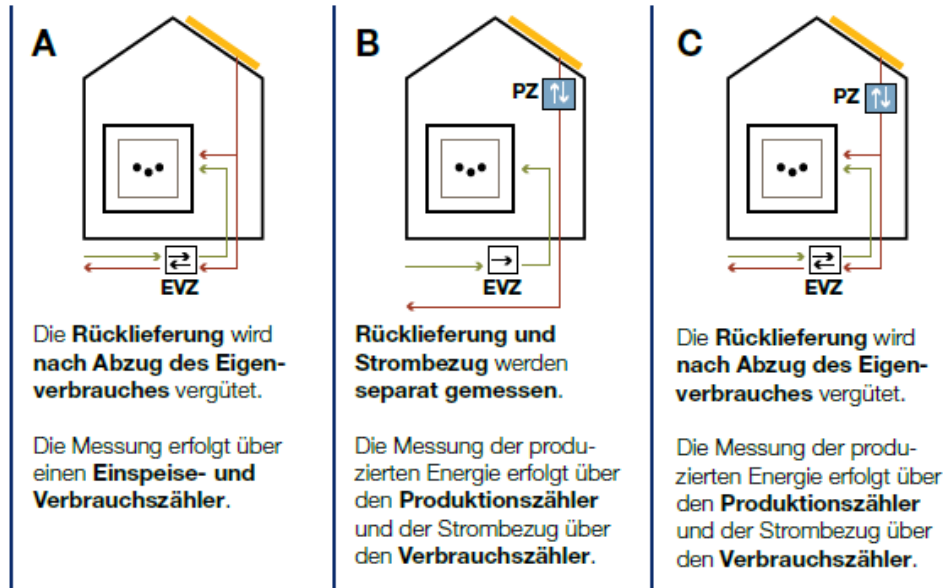 A
EVZ
Die Rücklieferung wird
nach Abzug des Eigen-
verbrauches vergütet.
Die Messung erfolgt über
einen Einspeise- und
Verbrauchszähler.
B
PZ
EVZ
Rücklieferung und
Strombezug werden
separat gemessen.
Die Messung der produ-
zierten Energie erfolgt über
den Produktionszähler
und der Strombezug über
den Verbrauchszähler.
C
PZ
EVZ
Die Rücklieferung wird
nach Abzug des Eigen-
verbrauches vergütet.
Die Messung der produ-
zierten Energie erfolgt über
den Produktionszähler
und der Strombezug über
den Verbrauchszähler.